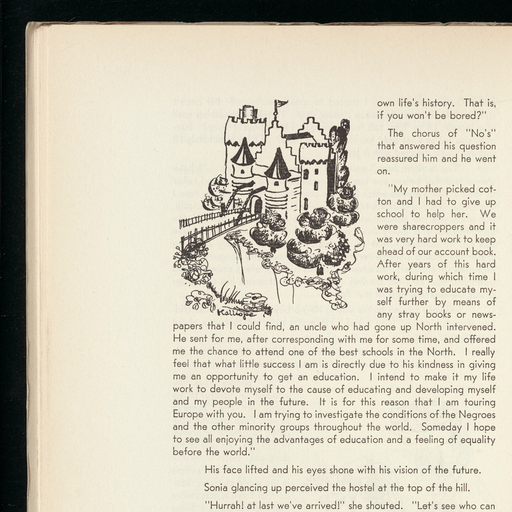 own life's history. That is,
if you won't be bored?"
The chorus of "No's"
that answered his question
reassured him and he went
on.
"My mother picked cot-
ton and I had to give up
school to help her. We
were sharecroppers and it
was very hard work to keep
ahead of our account book.
After years of this hard
work, during which time I
was trying to educate my-
self further by means of
any stray books or news-
Kalliope
papers that I could find, an uncle who had gone up North intervened.
He sent for me, after corresponding with me for some time, and offered
me the chance to attend one of the best schools in the North. I really
feel that what little success I am is directly due to his kindness in giving
me an opportunity to get an education. I intend to make it my life
work to devote myself to the cause of educating and developing myself
and my people in the future. It is for this reason that I am touring
Europe with you. I am trying to investigate the conditions of the Negroes
and the other minority groups throughout the world. Someday I hope
to see all enjoying the advantages of education and a feeling of equality
before the world."
His face lifted and his eyes shone with his vision of the future.
Sonia glancing up perceived the hostel at the top of the hill.
"Hurrah! at last we've arrived!" she shouted. "Let's see who can